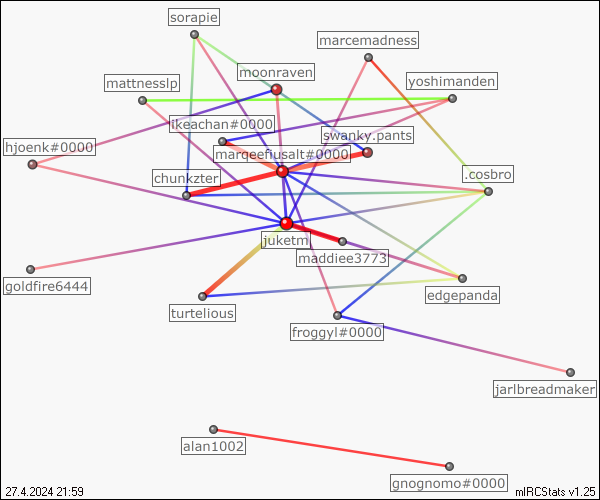 sorapie
marcemadness
moonraven
mattnesslp
yoshimanden
ikeachan#0000
swanky.pants
hjoenk#0000
marqeefiusalt#0000
chunkzter
.cosbro
juketm
maddiee3773
goldfire6444
edgepanda
turtelious
froggyl#0000
jarlbreadmaker
alan1002
gnognomo#0000
27.4.2024 21:59
mIRCStats v1.25